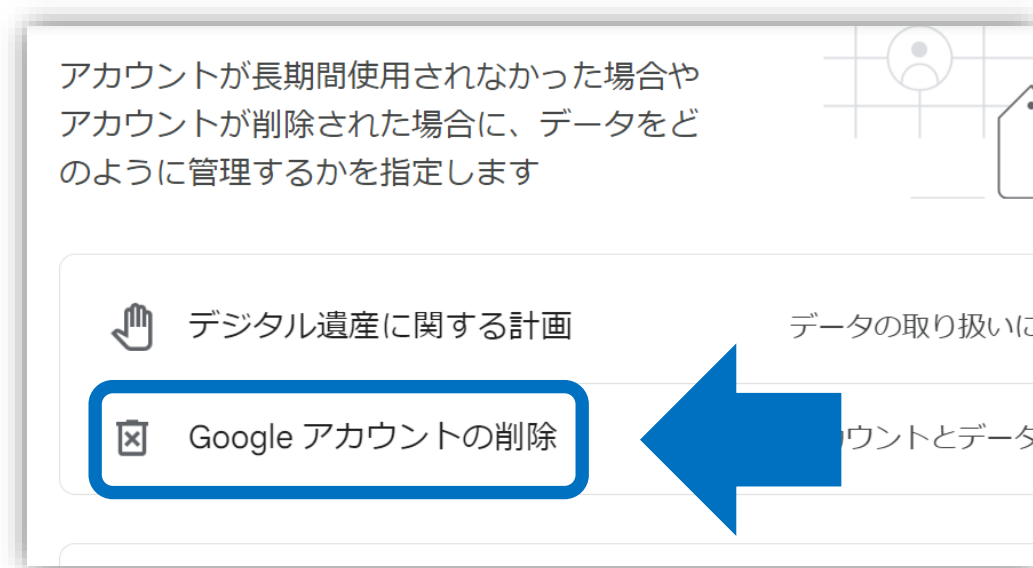 アカウントが長期間使用されなかった場合や
アカウントが削除された場合に、データをど
のように管理するかを指定します
デジタル遺産に関する計画 データの取り扱いに
Google アカウントの削除 ウントとデータ